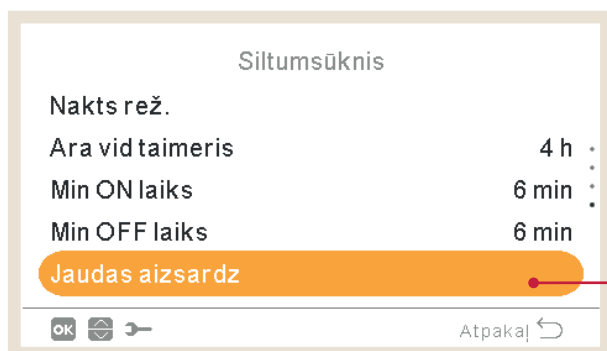 Siltumsūknis
Nakts rež.
Ara vid taimeris 4 h
Min ON laiks 6 min
Min OFF laiks 6 min
Jaudas aizsardz
OK Atpakaļ